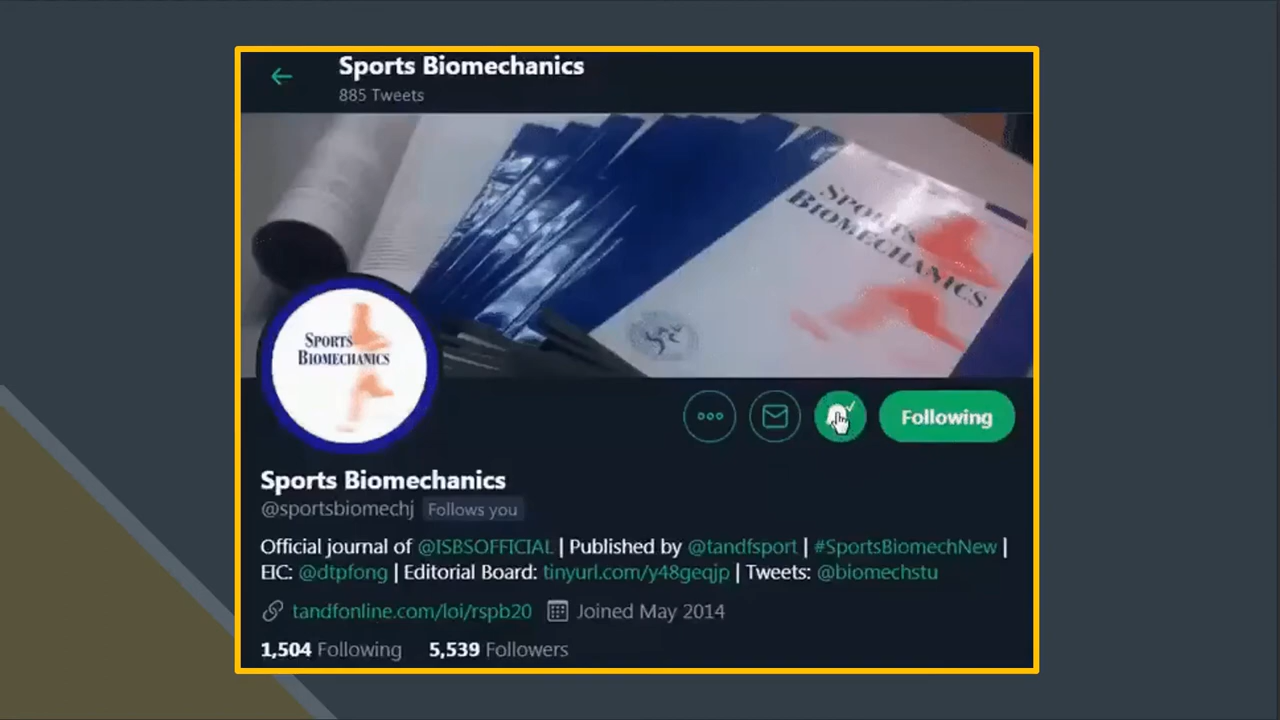 Sports Biomechanics
885 Tweets
SPORTS
BIOMECHANICS
SPORTS
BIOMECHANICS
Following
Sports Biomechanics
@sportsbiomechj Follows you
Official journal of @ISBSOFFICIAL | Published by @tandfsport | #SportsBiomechNew |
EIC: @dtpfong | Editorial Board: tinyurl.com/y48geqjp | Tweets: @biomechstu
tandfonline.com/loi/rspb20 Joined May 2014
1,504 Following 5,539 Followers